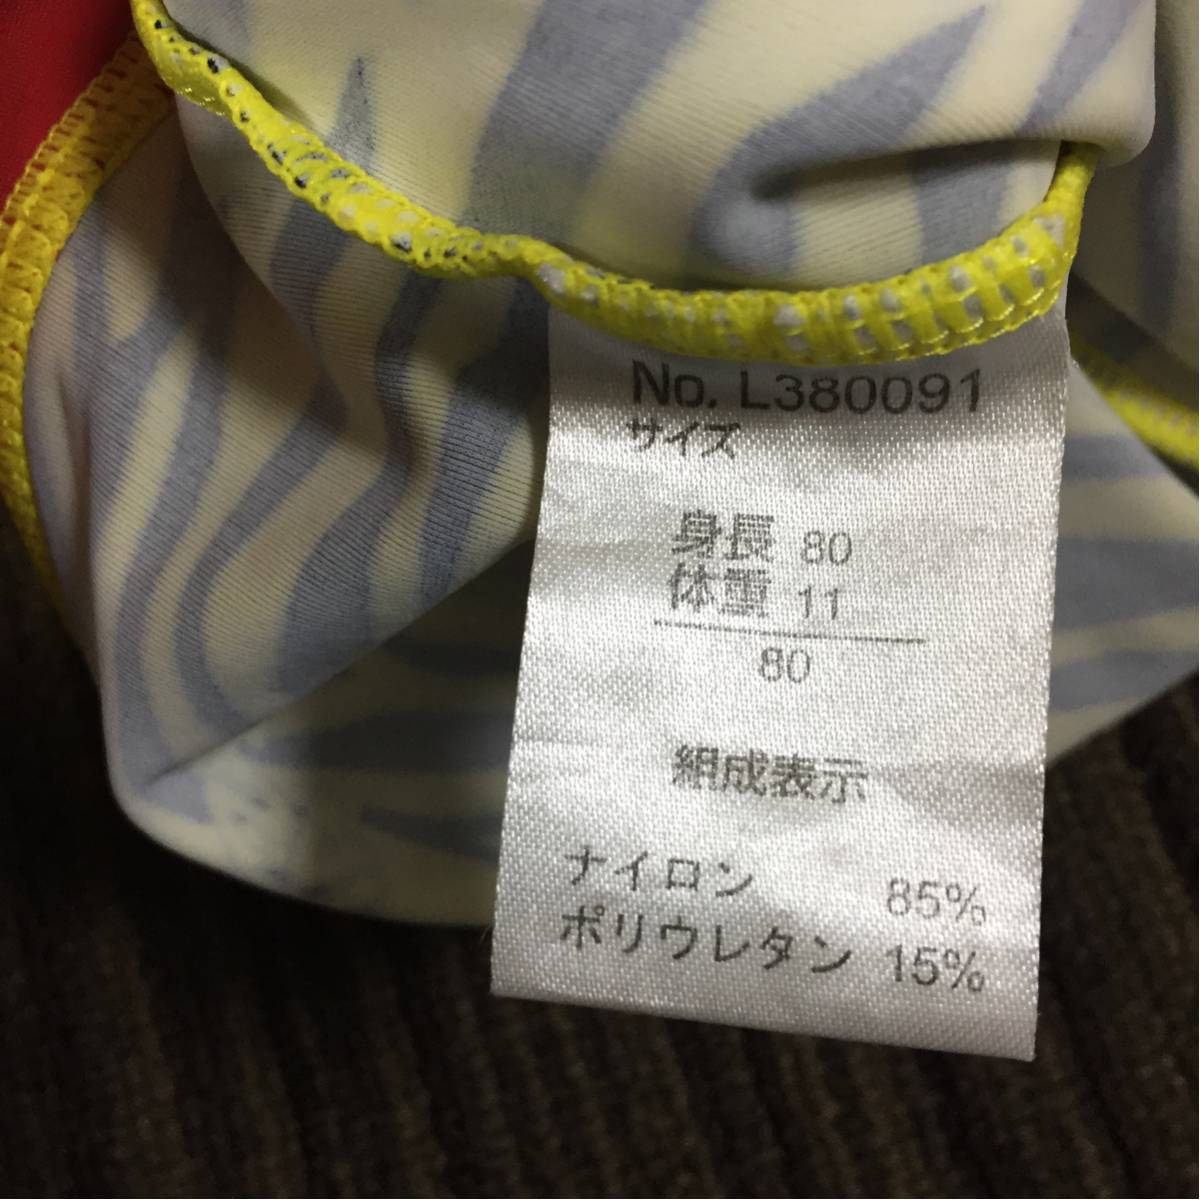 No. L380091
サイズ
身長 80
体重 11
80
組成表示
ナイロン 85%
ポリウレタン 15%